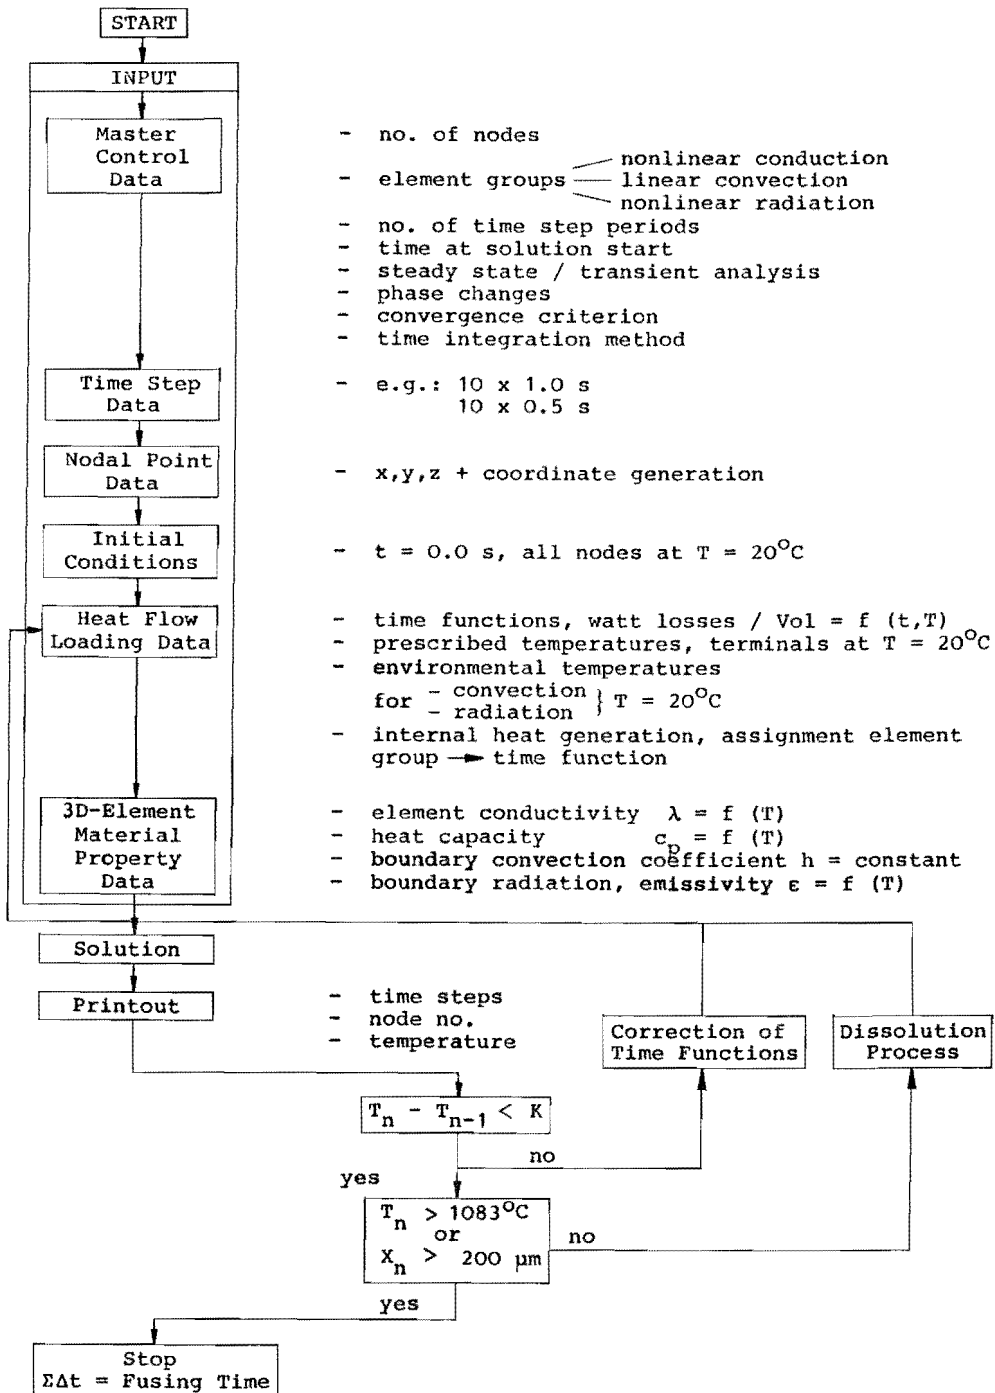 START
INPUT
Master
Control
Data
- no. of nodes
- element groups
nonlinear conduction
linear convection
nonlinear radiation
- no. of time step periods
- time at solution start
- steady state / transient analysis
- phase changes
- convergence criterion
- time integration method
Time Step
Data
- e.g.: 10 x 1.0 s
10 x 0.5 s
Nodal Point
Data
- x,y,z + coordinate generation
Initial
Conditions
- t = 0.0 s, all nodes at T = 20°C
Heat Flow
Loading Data
- time functions, watt losses / Vol = f (t,T)
- prescribed temperatures, terminals at T = 20°C
- environmental temperatures
for - convection
- radiation } T = 20°C
- internal heat generation, assignment element
group → time function
3D-Element
Material
Property
Data
- element conductivity λ = f (T)
- heat capacity c_p = f (T)
- boundary convection coefficient h = constant
- boundary radiation, emissivity ε = f (T)
Solution
Printout
- time steps
- node no.
- temperature
Correction of
Time Functions
Dissolution
Process
T_n - T_n-1 < K
no
yes
T_n > 1083°C
or
X_n > 200 µm
no
yes
Stop
ΣΔt = Fusing Time